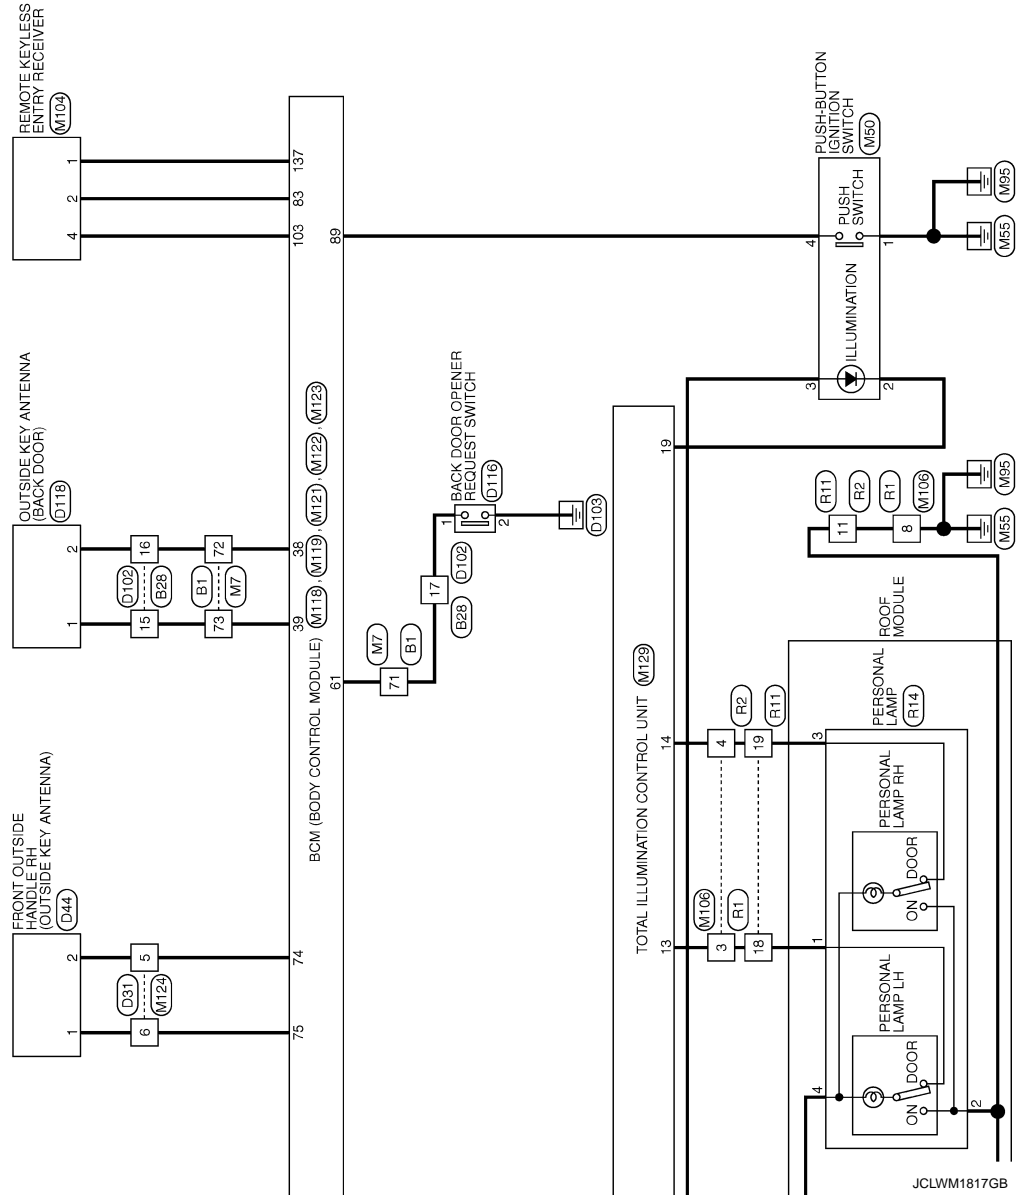 REMOTE KEYLESS
ENTRY RECEIVER
M104
1
2
4
137
83
103
89
PUSH-BUTTON
IGNITION
SWITCH
M50
PUSH
SWITCH
4
1
M95
M55
ILLUMINATION
3
2
OUTSIDE KEY ANTENNA
(BACK DOOR)
D118
2
1
16
15
D102
B28
72
73
B1
M7
38
39
BCM (BODY CONTROL MODULE)
M118 , M119 , M121 , M122 , M123
61
M7
B1
71
BACK DOOR OPENER
REQUEST SWITCH
D116
1
2
17
D102
B28
D103
19
R11
R2
R1
M106
11
8
M95
M55
FRONT OUTSIDE
HANDLE RH
(OUTSIDE KEY ANTENNA)
D44
2
1
5
6
D31
M124
74
75
TOTAL ILLUMINATION CONTROL UNIT
M129
14
13
4
19
R2
R11
3
18
M106
R1
ROOF
MODULE
PERSONAL
LAMP
R14
3
1
4
2
PERSONAL
LAMP RH
DOOR
ON
PERSONAL
LAMP LH
DOOR
ON
JCLWM1817GB